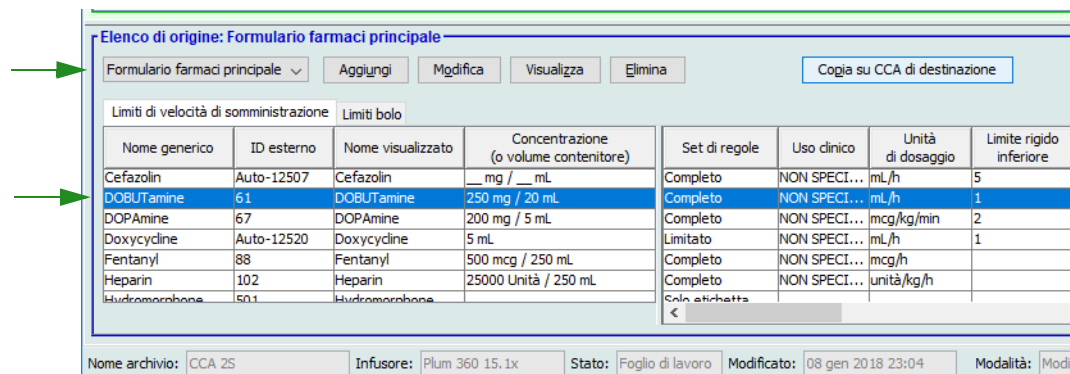 Elenco di origine: Formulario farmaci principale
Formulario farmaci principale Aggiungi Modifica Visualizza Elimina Copia su CCA di destinazione
Limiti di velocità di somministrazione Limiti bolo
Nome generico ID esterno Nome visualizzato Concentrazione (o volume contenitore) Set di regole Uso clinico Unità di dosaggio Limite rigido inferiore
Cefazolin Auto-12507 Cefazolin __ mg / __ mL Completo NON SPECI... mL/h 5
DOBUTamine 61 DOBUTamine 250 mg / 20 mL Completo NON SPECI... mL/h 1
DOPAmine 67 DOPAmine 200 mg / 5 mL Completo NON SPECI... mcg/kg/min 2
Doxycycline Auto-12520 Doxycycline 5 mL Limitato NON SPECI... mL/h 1
Fentanyl 88 Fentanyl 500 mcg / 250 mL Completo NON SPECI... mcg/h
Heparin 102 Heparin 25000 Unità / 250 mL Completo NON SPECI... unità/kg/h
Hydromorphone 501 Hydromorphone Solo etichetta
Nome archivio: CCA 2S Infusore: Plum 360 15.1x Stato: Foglio di lavoro Modificato: 08 gen 2018 23:04 Modalità: Modi